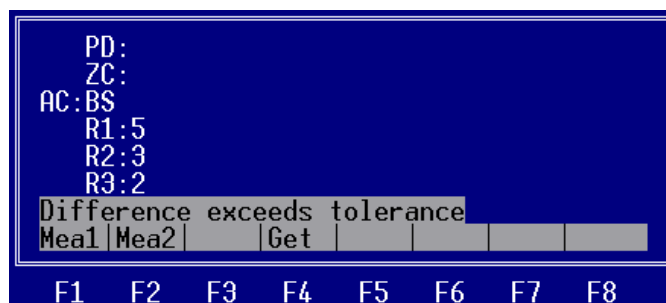 PD:
ZC:
AC:BS
R1:5
R2:3
R3:2
Difference exceeds tolerance
Mea1|Mea2| |Get | | | |
F1 F2 F3 F4 F5 F6 F7 F8